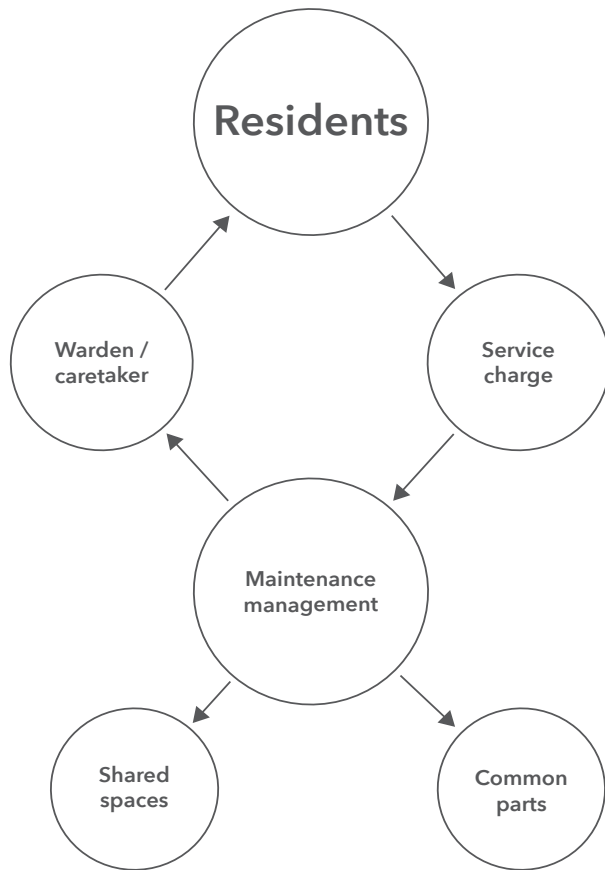 Residents
Warden /
caretaker
Service
charge
Maintenance
management
Shared
spaces
Common
parts